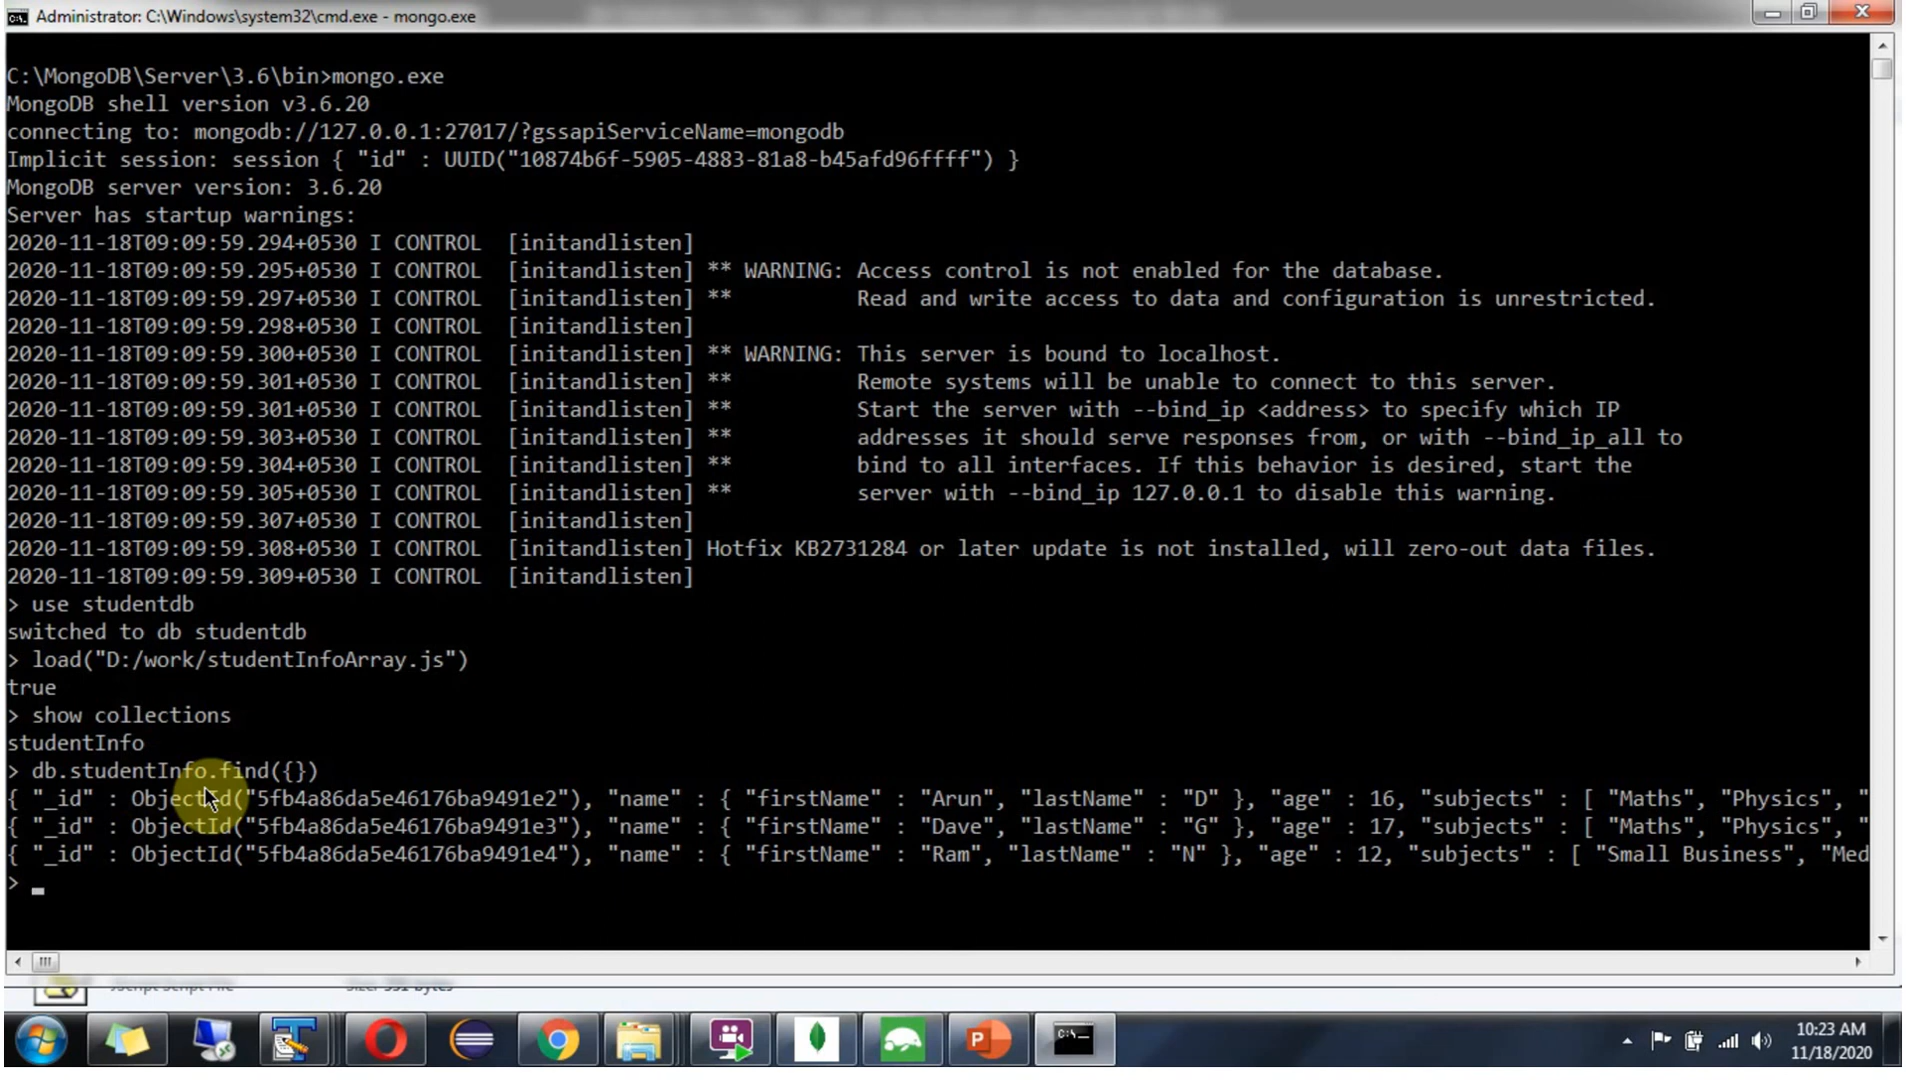 Administrator: C:\Windows\system32\cmd.exe - mongo.exe
C:\MongoDB\Server\3.6\bin>mongo.exe
MongoDB shell version v3.6.20
connecting to: mongodb://127.0.0.1:27017/?gssapiServiceName=mongodb
Implicit session: session { "id" : UUID("10874b6f-5905-4883-81a8-b45afd96ffff") }
MongoDB server version: 3.6.20
Server has startup warnings:
2020-11-18T09:09:59.294+0530 I CONTROL  [initandlisten]
2020-11-18T09:09:59.295+0530 I CONTROL  [initandlisten] ** WARNING: Access control is not enabled for the database.
2020-11-18T09:09:59.297+0530 I CONTROL  [initandlisten] **          Read and write access to data and configuration is unrestricted.
2020-11-18T09:09:59.298+0530 I CONTROL  [initandlisten]
2020-11-18T09:09:59.300+0530 I CONTROL  [initandlisten] ** WARNING: This server is bound to localhost.
2020-11-18T09:09:59.301+0530 I CONTROL  [initandlisten] **          Remote systems will be unable to connect to this server.
2020-11-18T09:09:59.301+0530 I CONTROL  [initandlisten] **          Start the server with --bind_ip <address> to specify which IP
2020-11-18T09:09:59.303+0530 I CONTROL  [initandlisten] **          addresses it should serve responses from, or with --bind_ip_all to
2020-11-18T09:09:59.304+0530 I CONTROL  [initandlisten] **          bind to all interfaces. If this behavior is desired, start the
2020-11-18T09:09:59.305+0530 I CONTROL  [initandlisten] **          server with --bind_ip 127.0.0.1 to disable this warning.
2020-11-18T09:09:59.307+0530 I CONTROL  [initandlisten]
2020-11-18T09:09:59.308+0530 I CONTROL  [initandlisten] Hotfix KB2731284 or later update is not installed, will zero-out data files.
2020-11-18T09:09:59.309+0530 I CONTROL  [initandlisten]
> use studentdb
switched to db studentdb
> load("D:/work/studentInfoArray.js")
true
> show collections
studentInfo
> db.studentInfo.find({})
{ "_id" : ObjectId("5fb4a86da5e46176ba9491e2"), "name" : { "firstName" : "Arun", "lastName" : "D" }, "age" : 16, "subjects" : [ "Maths", "Physics", "
{ "_id" : ObjectId("5fb4a86da5e46176ba9491e3"), "name" : { "firstName" : "Dave", "lastName" : "G" }, "age" : 17, "subjects" : [ "Maths", "Physics", "
{ "_id" : ObjectId("5fb4a86da5e46176ba9491e4"), "name" : { "firstName" : "Ram", "lastName" : "N" }, "age" : 12, "subjects" : [ "Small Business", "Med
> _
10:23 AM
11/18/2020